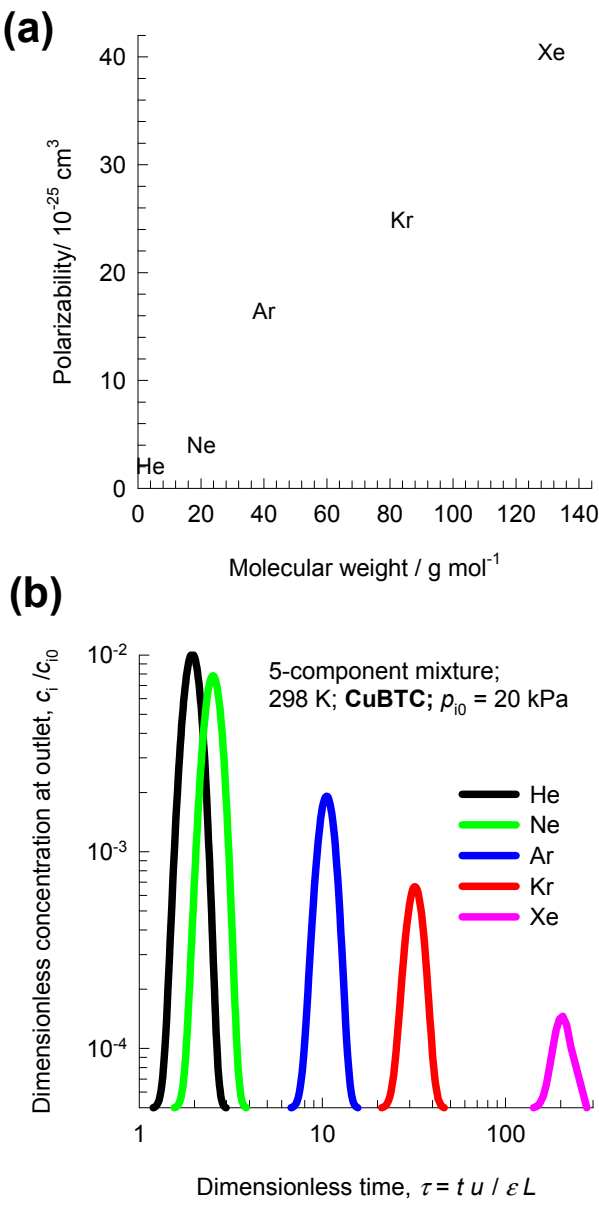 (a)
Polarizability/ 10⁻²⁵ cm³
40
30
20
10
0
Xe
Kr
Ar
Ne
He
0 20 40 60 80 100 120 140
Molecular weight / g mol⁻¹
(b)
Dimensionless concentration at outlet, cᵢ /cᵢ₀
10⁻²
10⁻³
10⁻⁴
5-component mixture;
298 K; CuBTC; pᵢ₀ = 20 kPa
He
Ne
Ar
Kr
Xe
1 10 100
Dimensionless time, τ = t u / ε L